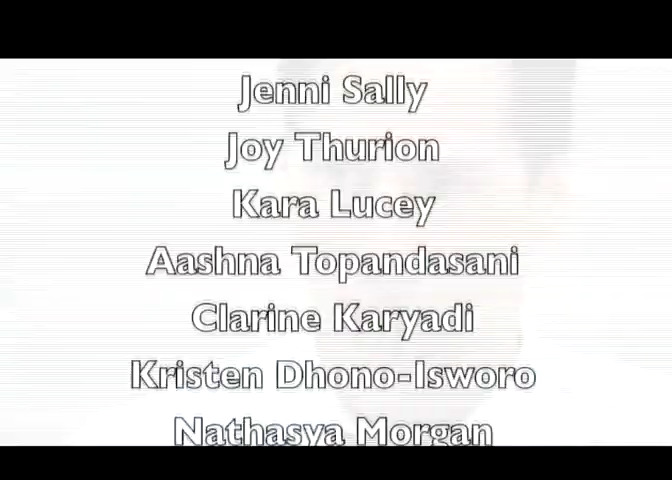 Jenni Sally
Joy Thurion
Kara Lucey
Aashna Topandasani
Clarine Karyadi
Kristen Dhono-Isworo
Nathasya Morgan